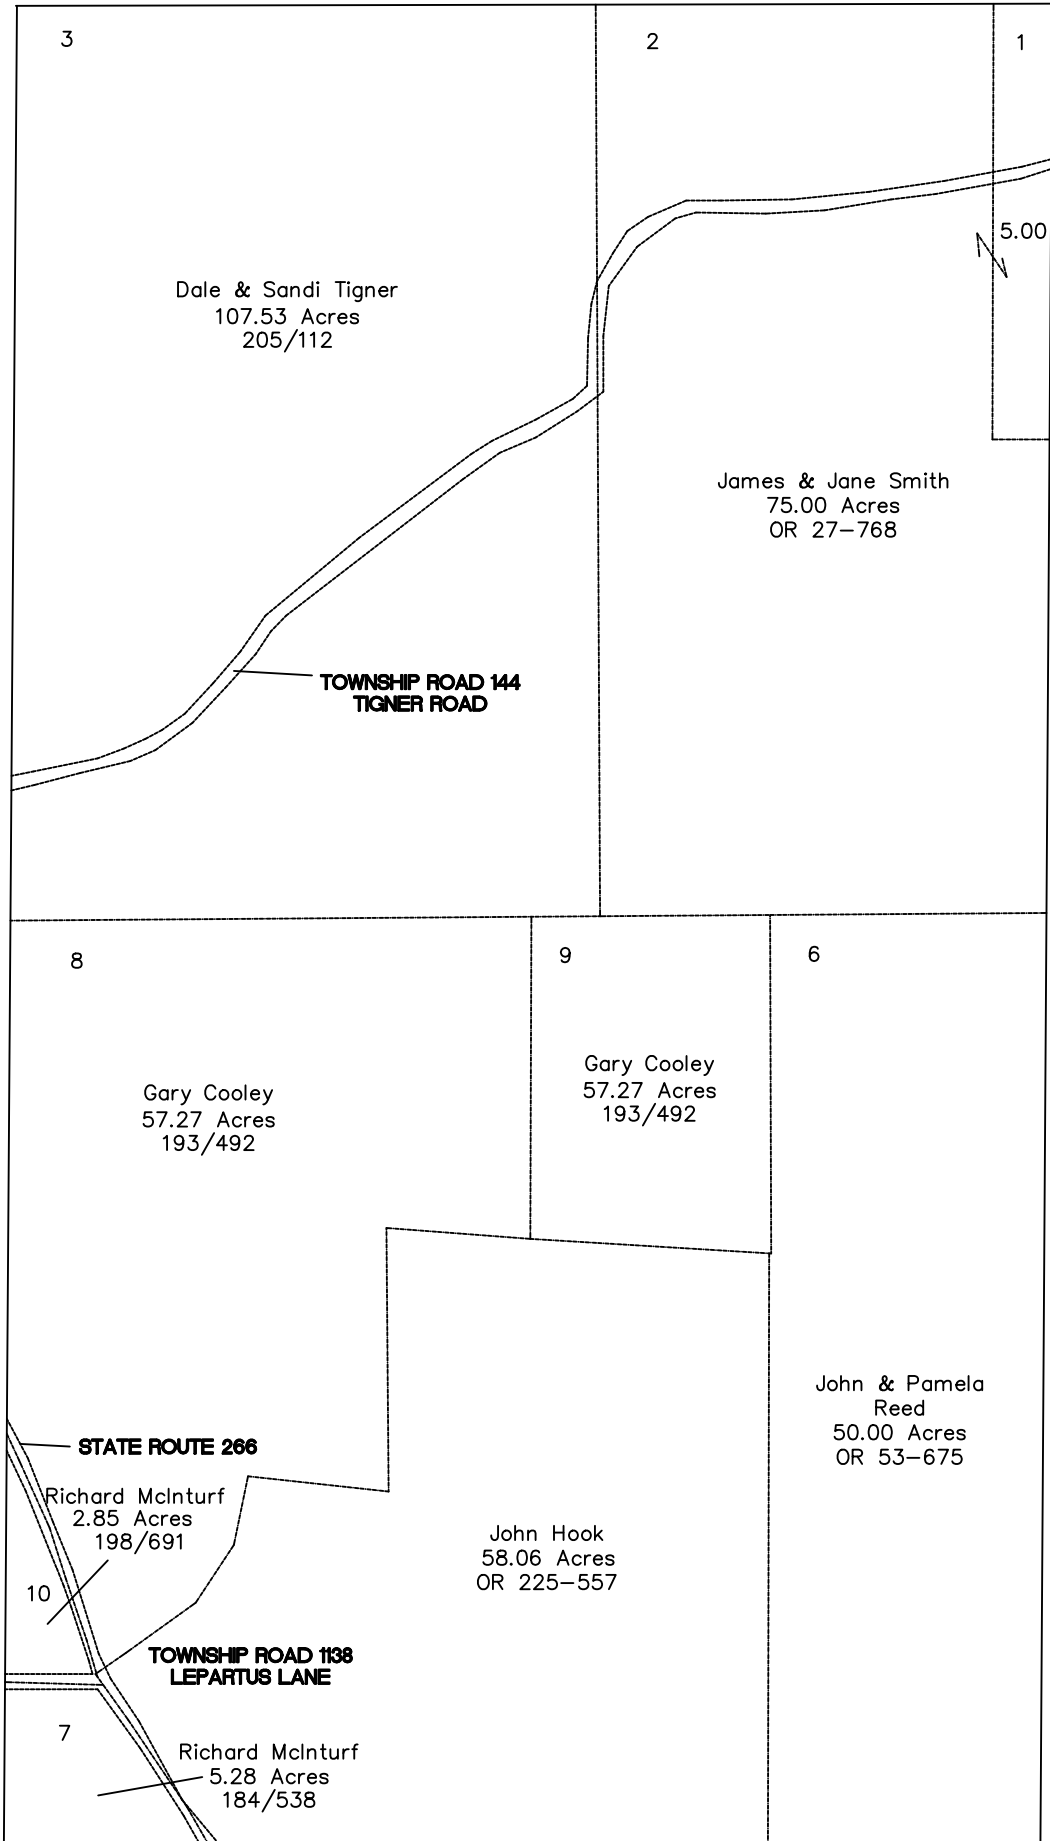 3
2
1
5.00
Dale & Sandi Tigner
107.53 Acres
205/112
James & Jane Smith
75.00 Acres
OR 27-768
TOWNSHIP ROAD 144
TIGNER ROAD
8
9
6
Gary Cooley
57.27 Acres
193/492
Gary Cooley
57.27 Acres
193/492
John & Pamela
Reed
50.00 Acres
OR 53-675
STATE ROUTE 266
Richard McInturf
2.85 Acres
198/691
10
John Hook
58.06 Acres
OR 225-557
TOWNSHIP ROAD 1138
LEPARTUS LANE
7
Richard McInturf
5.28 Acres
184/538